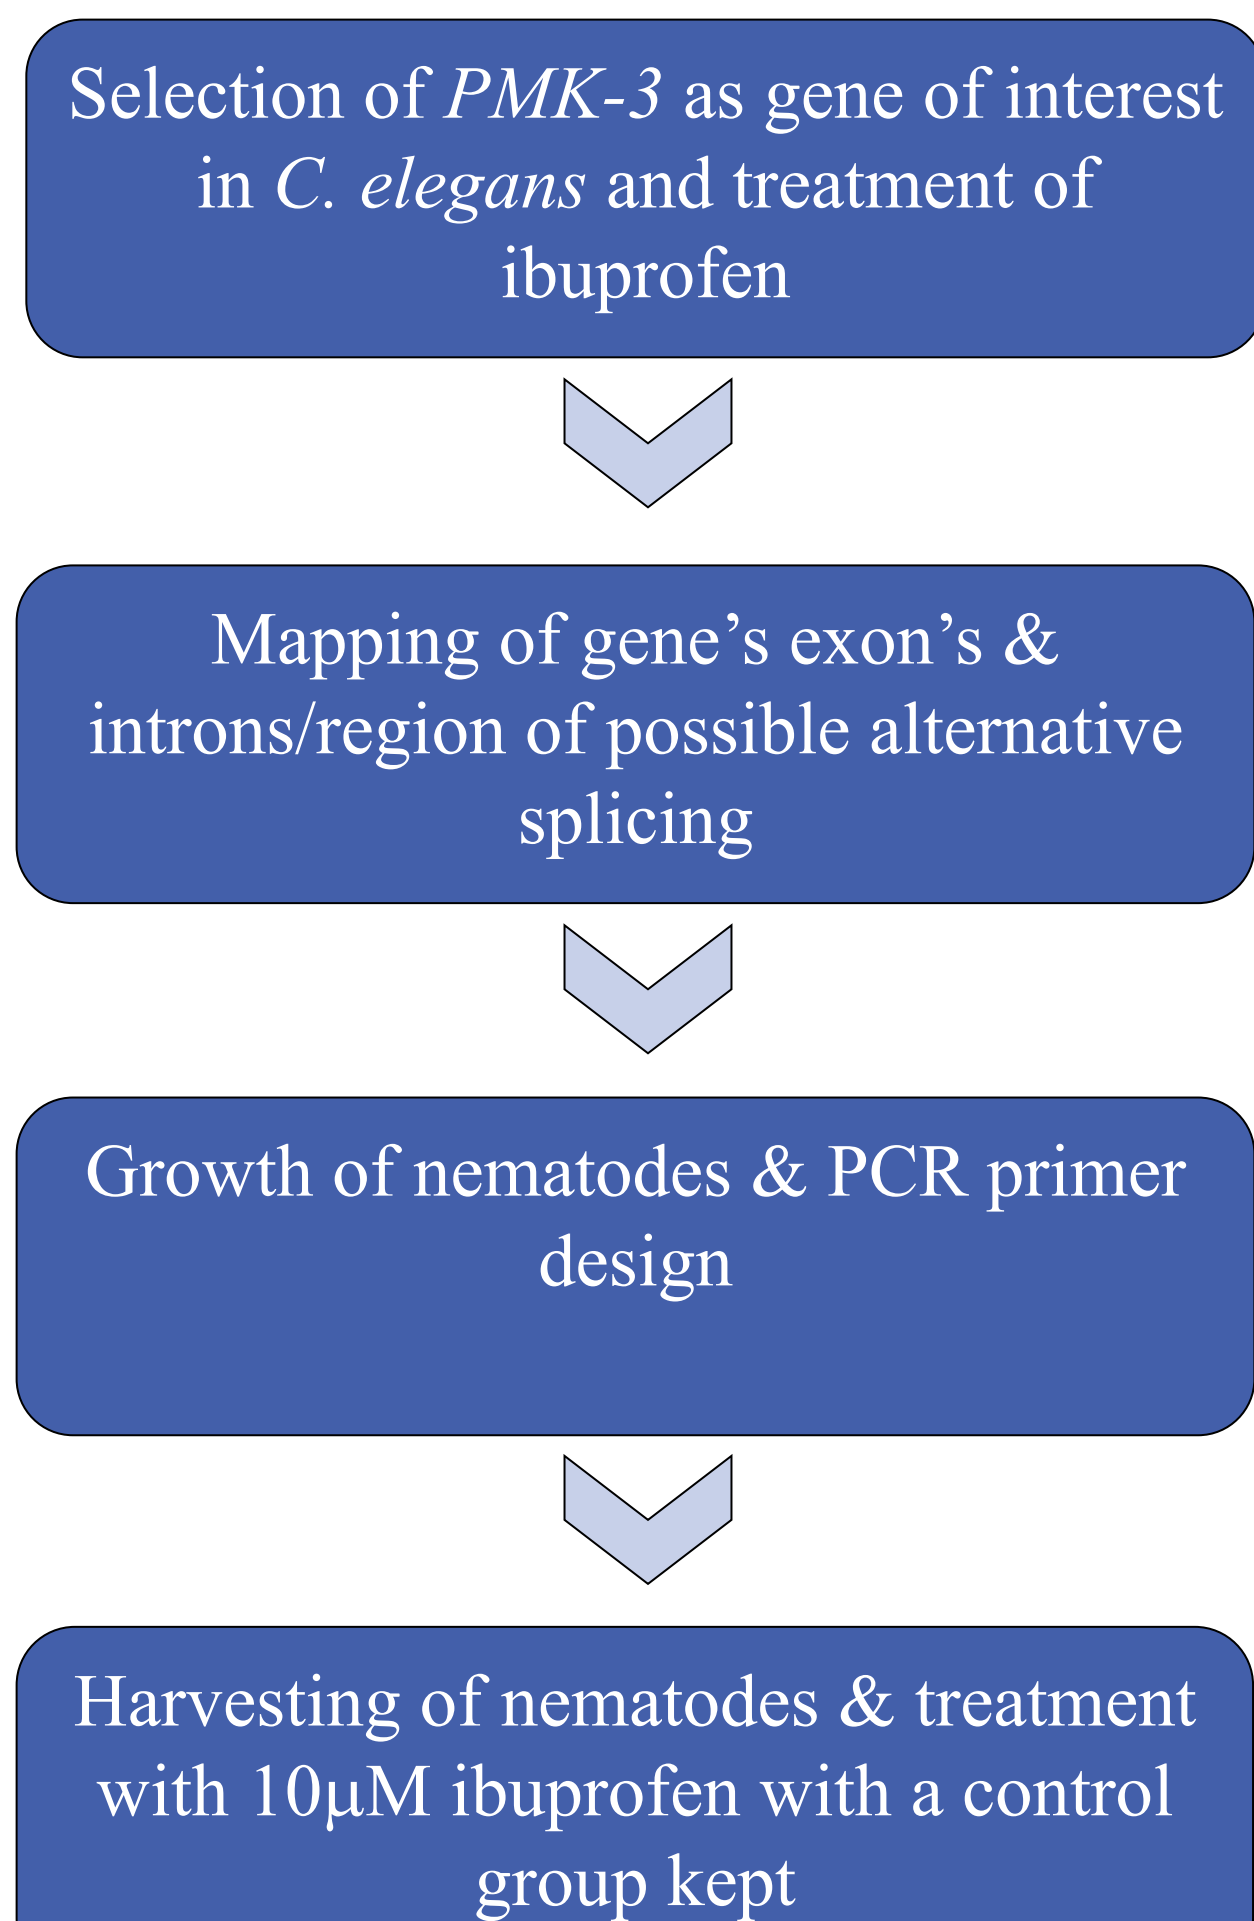 Selection of PMK-3 as gene of interest
in C. elegans and treatment of
ibuprofen
Mapping of gene’s exon’s &
introns/region of possible alternative
splicing
Growth of nematodes & PCR primer
design
Harvesting of nematodes & treatment
with 10μM ibuprofen with a control
group kept